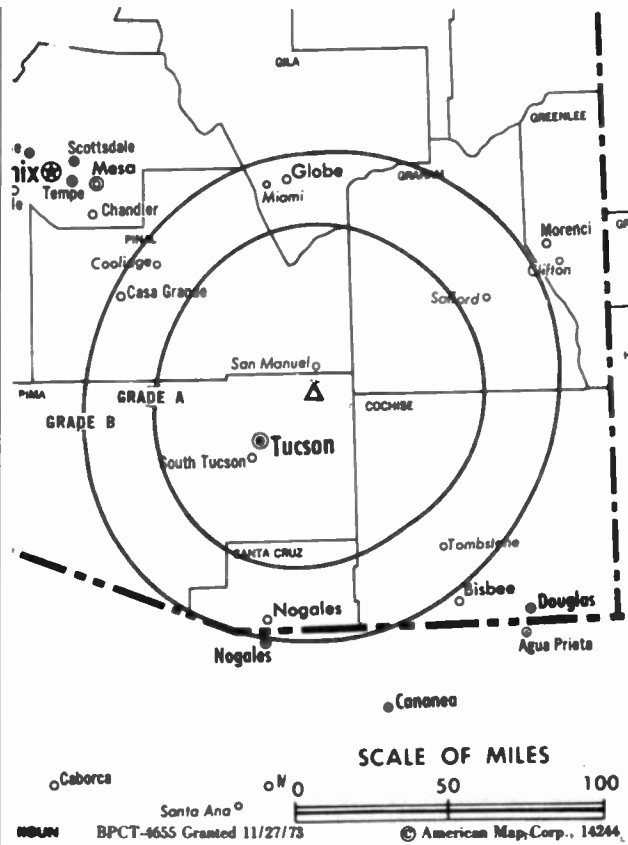 GILA
GREENLEE
Scottsdale
nix
Mesa
Tempe
Globe
Miami
GRAHAM
Chandler
Morenci
PINAL
Coolidge
Clifton
Casa Grande
Safford
San Manuel
PIMA
GRADE A
COCHISE
GRADE B
Tucson
South Tucson
Tombstone
SANTA CRUZ
Bisbee
Nogales
Douglas
Nogales
Agua Prieta
Cananea
SCALE OF MILES
Caborca
0 50 100
Santa Ana
BPCT-4655 Granted 11/27/73
© American Map Corp., 14244